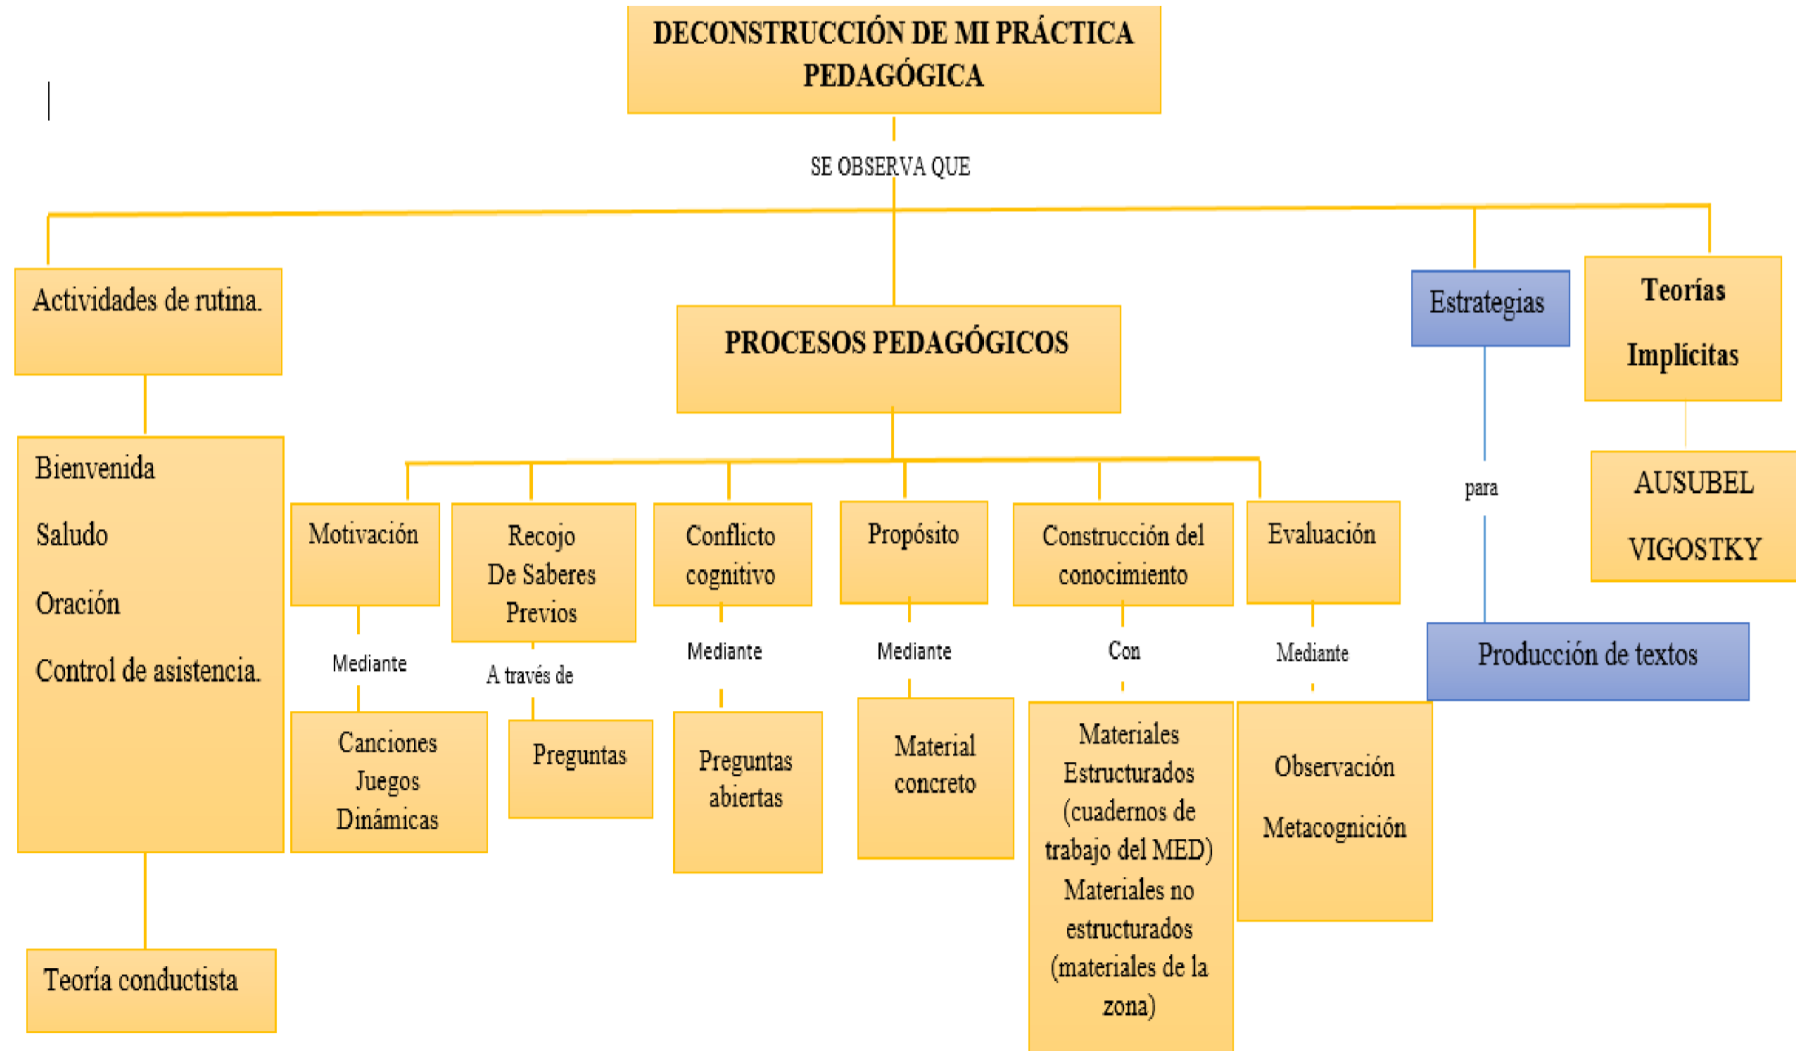 DECONSTRUCCIÓN DE MI PRÁCTICA
PEDAGÓGICA
SE OBSERVA QUE
Actividades de rutina.
Bienvenida
Saludo
Oración
Control de asistencia.
Teoría conductista
PROCESOS PEDAGÓGICOS
Motivación
Mediante
Canciones
Juegos
Dinámicas
Recojo
De Saberes
Previos
A través de
Preguntas
Conflicto
cognitivo
Mediante
Preguntas
abiertas
Propósito
Mediante
Material
concreto
Construcción del
conocimiento
Con
Materiales
Estructurados
(cuadernos de
trabajo del MED)
Materiales no
estructurados
(materiales de la
zona)
Evaluación
Mediante
Observación
Metacognición
Estrategias
para
Producción de textos
Teorías
Implícitas
AUSUBEL
VIGOSTKY